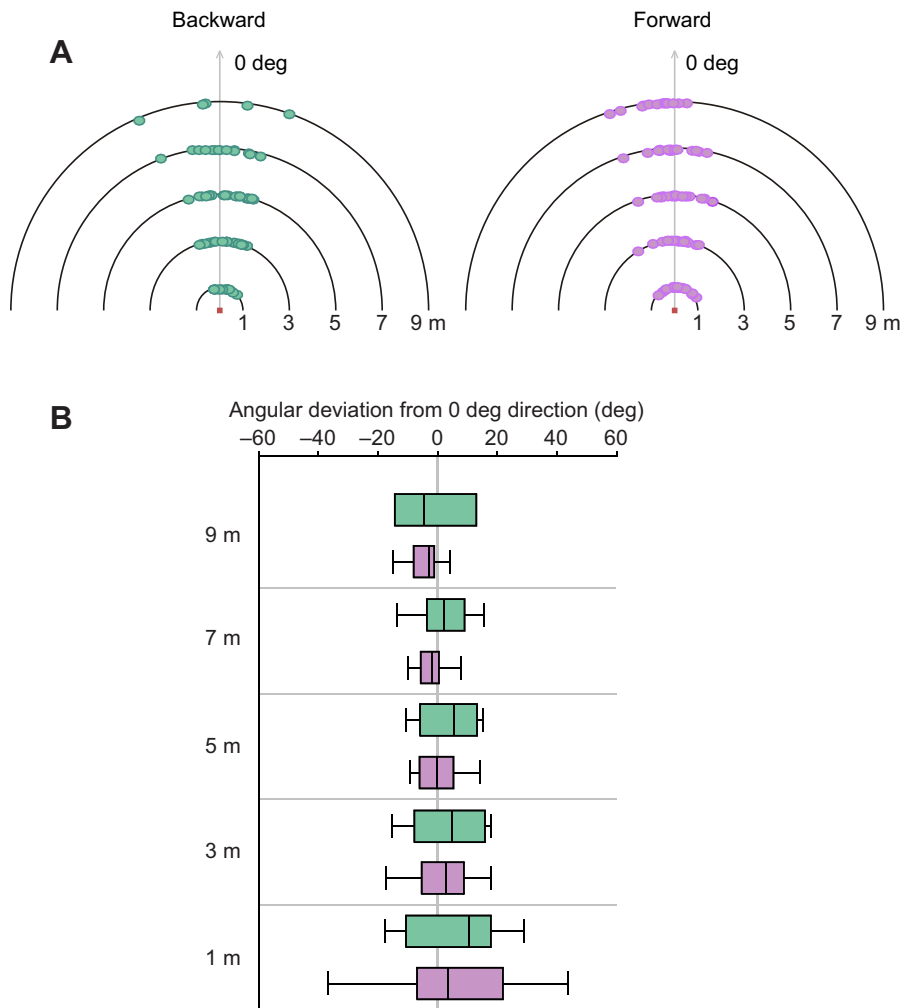 Backward
Forward
A
0 deg
0 deg
1 3 5 7 9 m
1 3 5 7 9 m
B
Angular deviation from 0 deg direction (deg)
–60 –40 –20 0 20 40 60
9 m
7 m
5 m
3 m
1 m